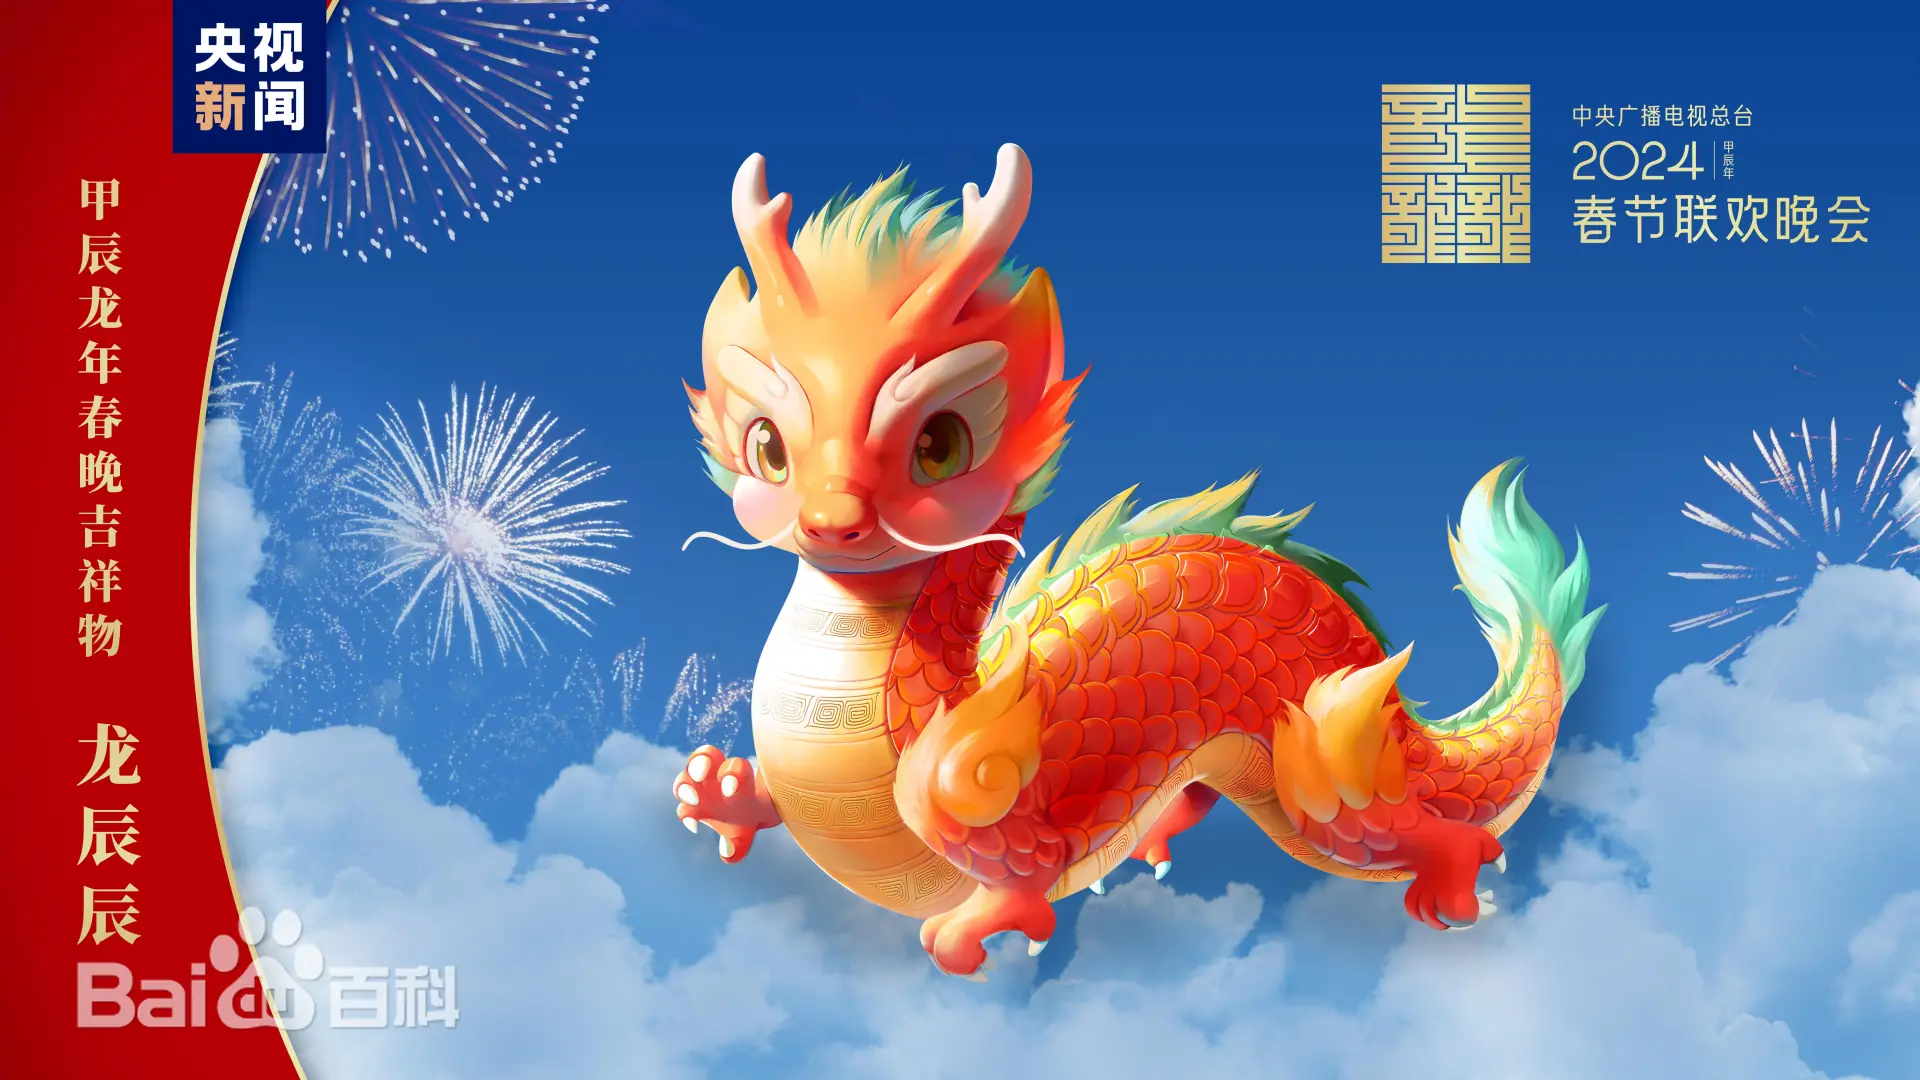 央视
新闻
甲辰龙年春晚吉祥物 龙辰辰
中央广播电视总台
2024 甲辰年
春节联欢晚会
Bai百科